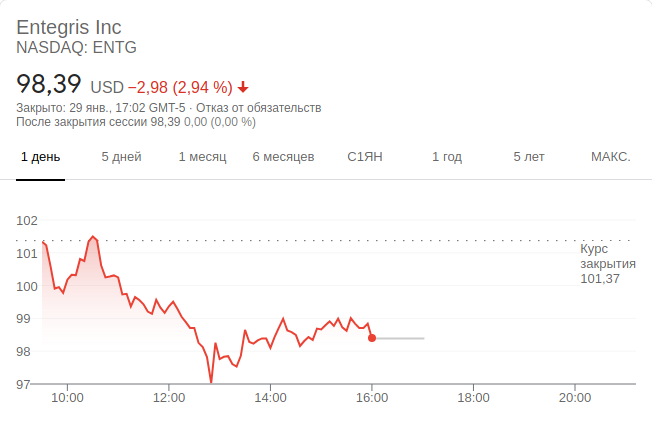 Entegris Inc
NASDAQ: ENTG
98,39 USD −2,98 (2,94 %)
Закрыто: 29 янв., 17:02 GMT-5 · Отказ от обязательств
После закрытия сессии 98,39 0,00 (0,00 %)
1 день 5 дней 1 месяц 6 месяцев С1ЯН 1 год 5 лет МАКС.
102
101
100
99
98
97
Курс
закрытия
101,37
10:00 12:00 14:00 16:00 18:00 20:00